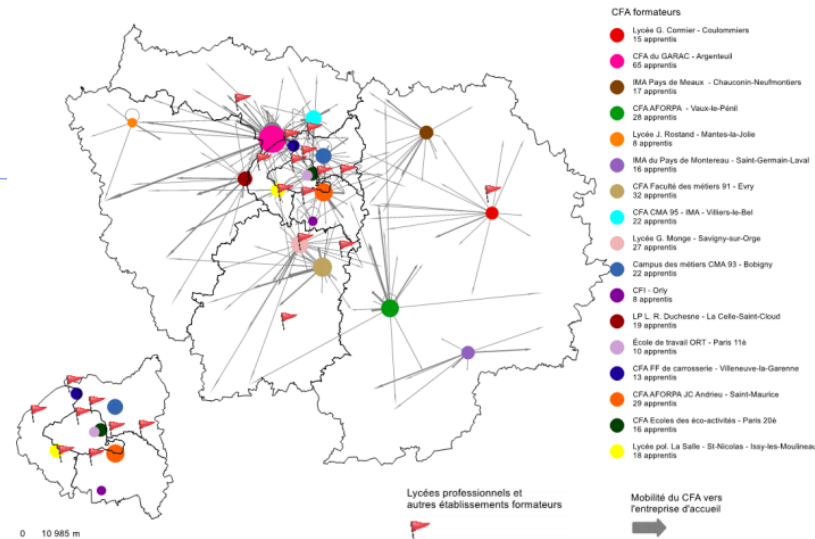 CFA formateurs
Lycée G. Cormier - Coulommiers
15 apprentis
CFA du GARAC - Argenteuil
65 apprentis
IMA Pays de Meaux - Chauconin-Neufmontiers
17 apprentis
CFA AFORPA - Vaux-le-Pénil
28 apprentis
Lycée J. Rostand - Mantes-la-Jolie
8 apprentis
IMA du Pays de Montereau - Saint-Germain-Laval
16 apprentis
CFA Faculté des métiers 91 - Evry
32 apprentis
CFA CMA 95 - IMA - Villiers-le-Bel
22 apprentis
Lycée G. Monge - Savigny-sur-Orge
27 apprentis
Campus des métiers CMA 93 - Bobigny
22 apprentis
CFI - Orly
8 apprentis
LP L. R. Duchesne - La Celle-Saint-Cloud
19 apprentis
École de travail ORT - Paris 11è
10 apprentis
CFA FF de carrosserie - Villeneuve-la-Garenne
13 apprentis
CFA AFORPA JC Andrieu - Saint-Maurice
29 apprentis
CFA Ecoles des éco-activités - Paris 20è
16 apprentis
Lycée pol. La Salle - St-Nicolas - Issy-les-Moulineau
18 apprentis
Lycées professionnels et
autres établissements formateurs
Mobilité du CFA vers
l'entreprise d'accueil
0 10 985 m